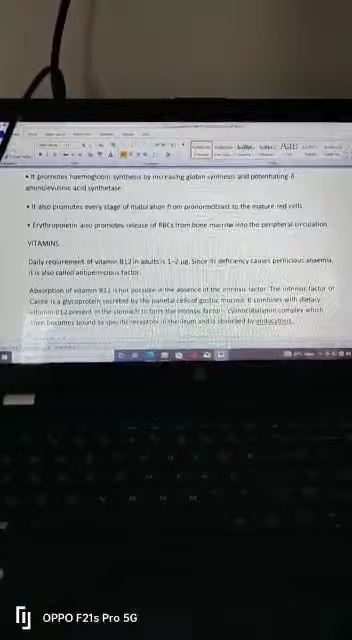 • It promotes haemoglobin synthesis by increasing globin synthesis and potentiating δ
aminolevulinic acid synthetase.
• It also promotes every stage of maturation from pronormoblast to the mature red cells.
• Erythropoietin also promotes release of RBCs from bone marrow into the peripheral circulation.
VITAMINS
Daily requirement of vitamin B12 in adults is 1–2 µg. Since its deficiency causes pernicious anaemia,
it is also called antipernicious factor.
Absorption of vitamin B12 is not possible in the absence of the intrinsic factor. The intrinsic factor of
Castle is a glycoprotein secreted by the parietal cells of gastric mucosa. It combines with dietary
vitamin B12 present in the stomach to form the intrinsic factor – cyanocobalamin complex which
then becomes bound to specific receptors in the ileum and is absorbed by endocytosis.
OPPO F21s Pro 5G